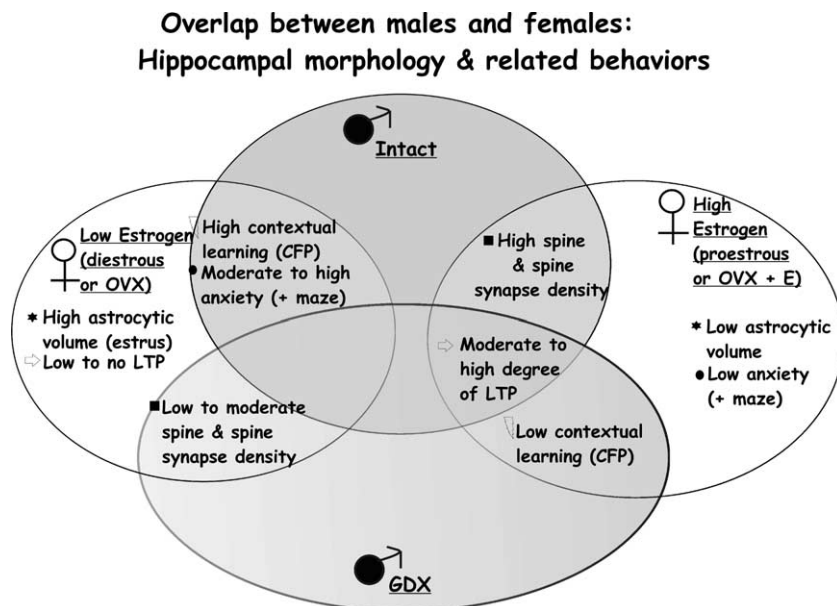 Overlap between males and females:
Hippocampal morphology & related behaviors
Intact
Low Estrogen
(diestrous
or OVX)
High astrocytic
volume (estrus)
Low to no LTP
High contextual
learning (CFP)
Moderate to high
anxiety (+ maze)
High spine
& spine
synapse density
High
Estrogen
(proestrous
or OVX + E)
Low astrocytic
volume
Low anxiety
(+ maze)
Moderate to
high degree
of LTP
Low to moderate
spine & spine
synapse density
Low contextual
learning (CFP)
GDX